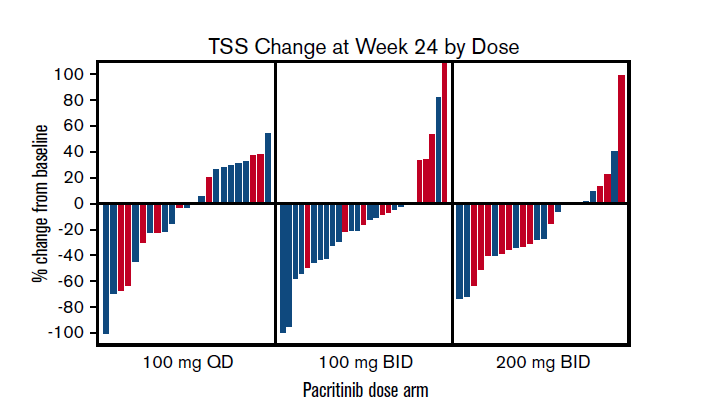 TSS Change at Week 24 by Dose
% change from baseline
100
80
60
40
20
0
-20
-40
-60
-80
-100
100 mg QD
100 mg BID
200 mg BID
Pacritinib dose arm